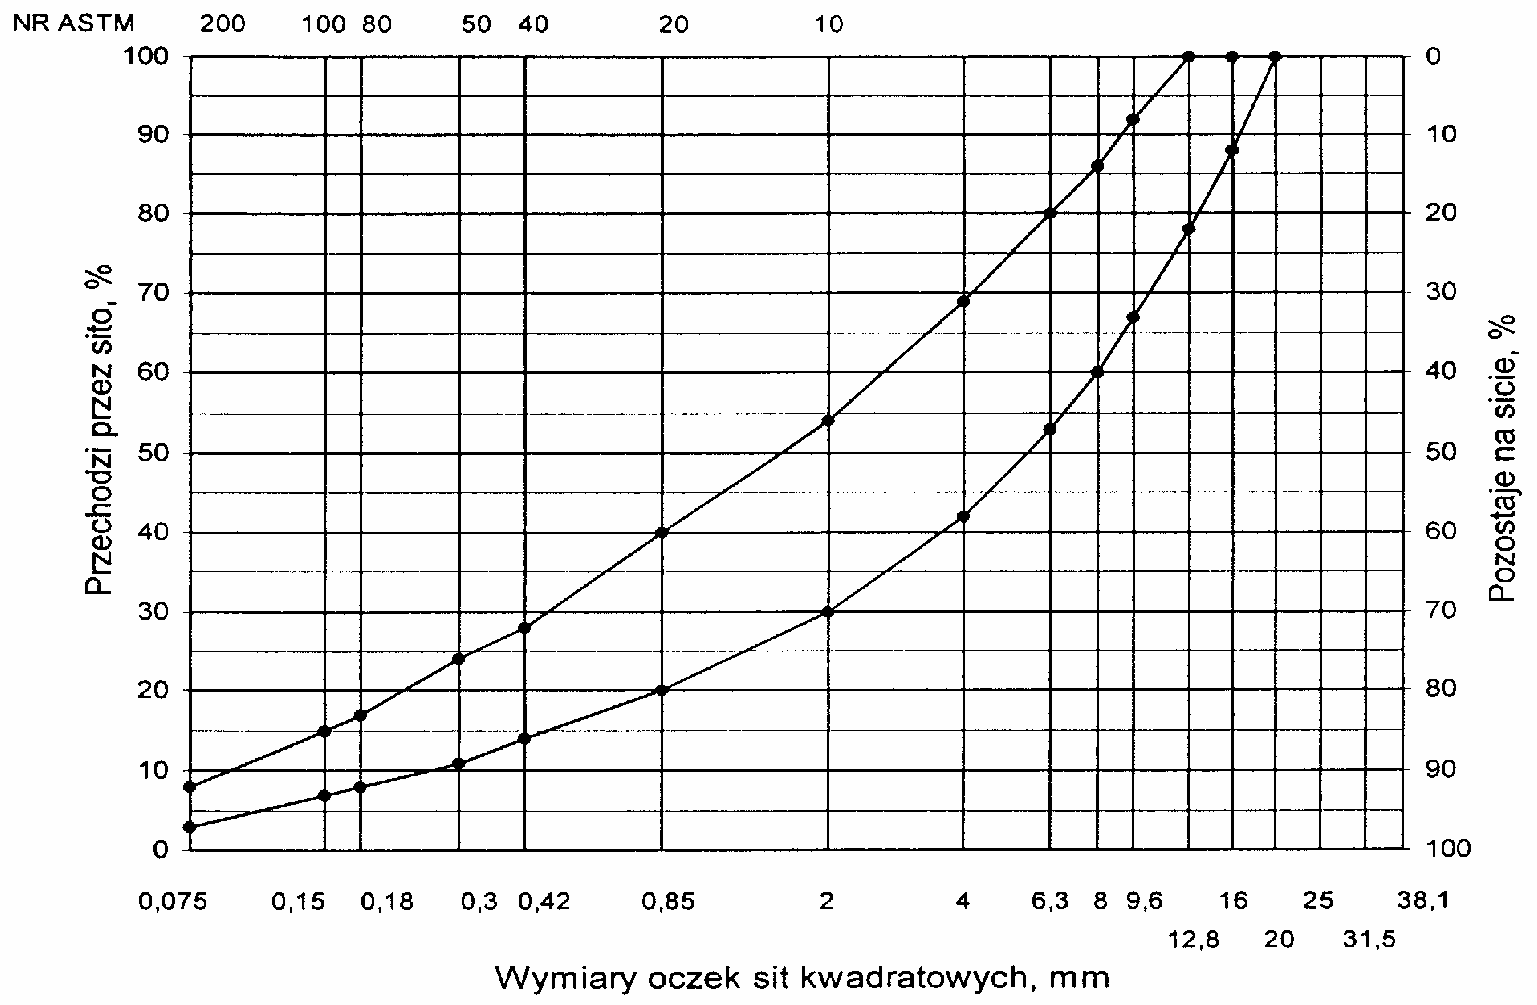 NR ASTM 200 100 80 50 40 20 10
100 0
90 10
80 20
70 30
60 40
50 50
40 60
30 70
20 80
10 90
0 100
Przechodzi przez sito, %
Pozostaje na sicie, %
0,075 0,15 0,18 0,3 0,42 0,85 2 4 6,3 8 9,6 16 25 38,1
12,8 20 31,5
Wymiary oczek sit kwadratowych, mm